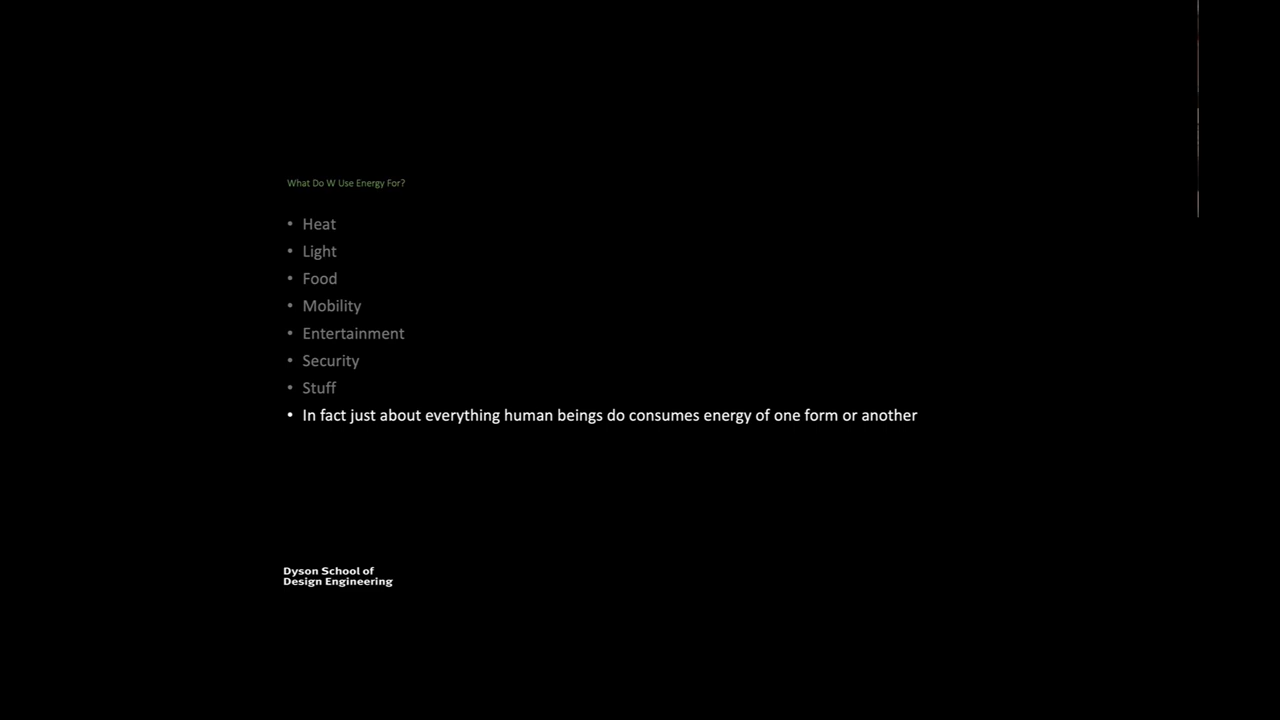 What Do W Use Energy For?
• Heat
• Light
• Food
• Mobility
• Entertainment
• Security
• Stuff
• In fact just about everything human beings do consumes energy of one form or another
Dyson School of
Design Engineering